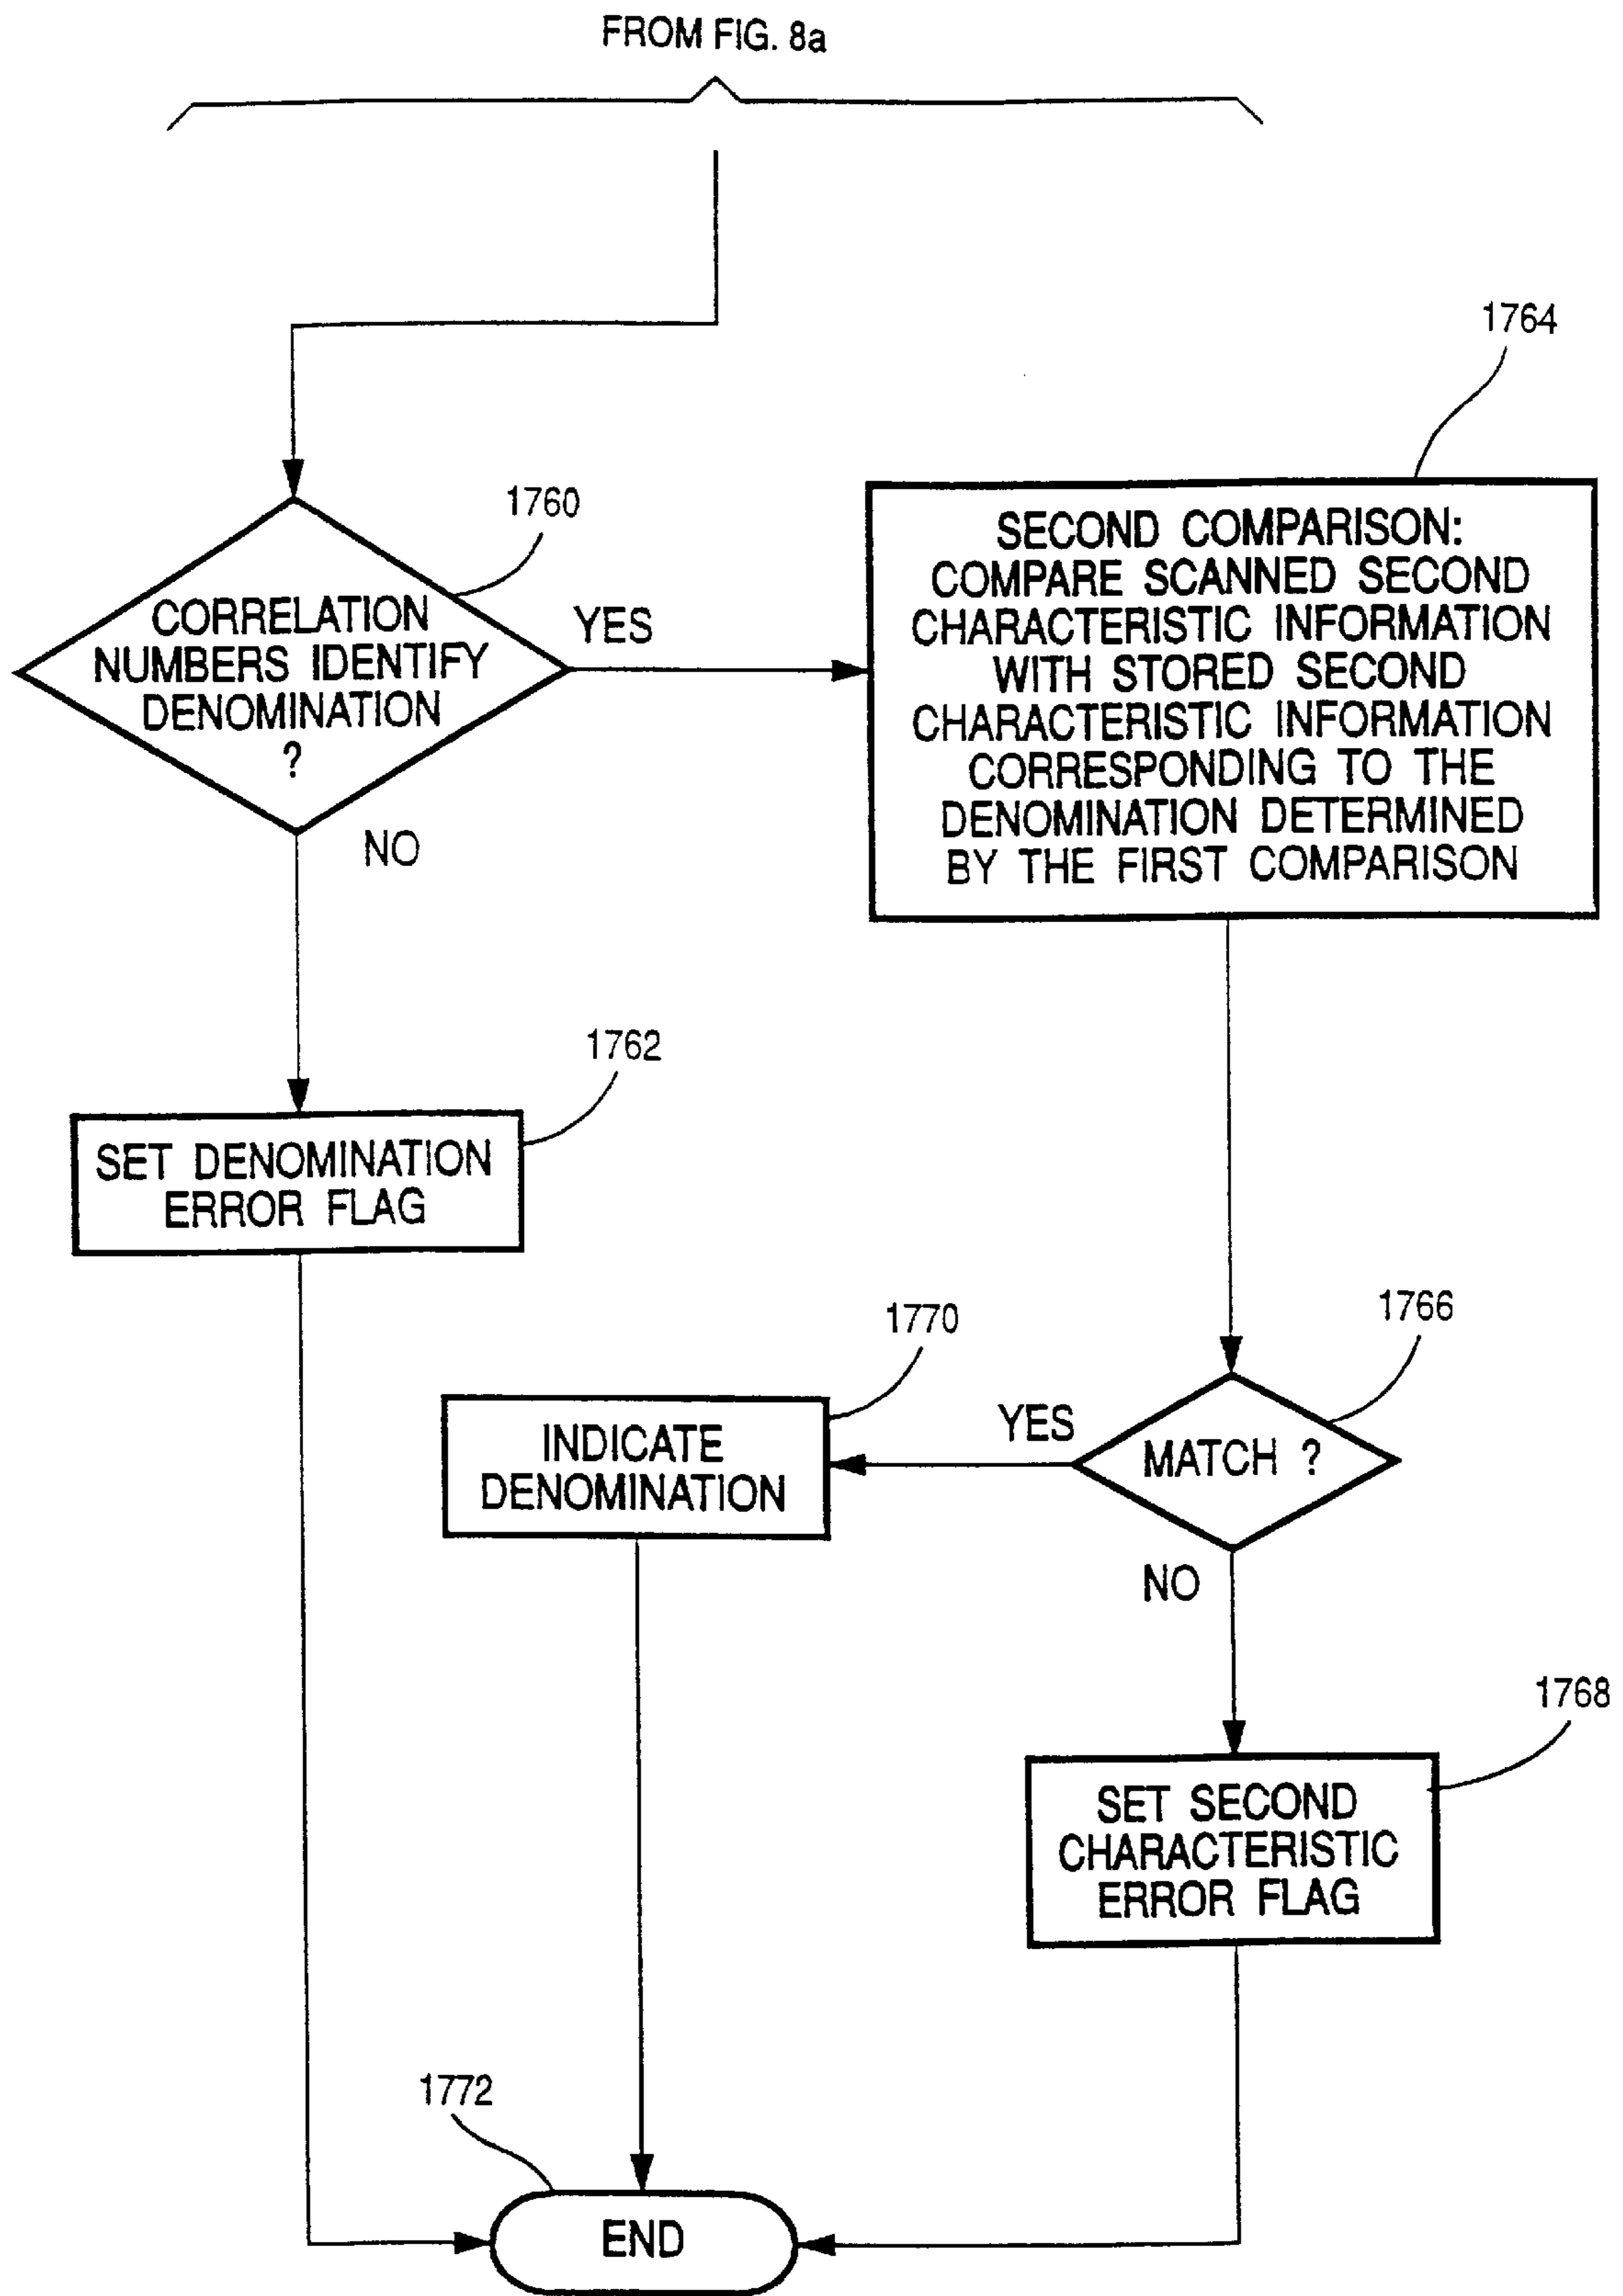 FROM FIG. 8a
1764
1760
CORRELATION
NUMBERS IDENTIFY
DENOMINATION
?
YES
NO
SECOND COMPARISON:
COMPARE SCANNED SECOND
CHARACTERISTIC INFORMATION
WITH STORED SECOND
CHARACTERISTIC INFORMATION
CORRESPONDING TO THE
DENOMINATION DETERMINED
BY THE FIRST COMPARISON
1762
SET DENOMINATION
ERROR FLAG
1770
INDICATE
DENOMINATION
YES
1766
MATCH ?
NO
1768
SET SECOND
CHARACTERISTIC
ERROR FLAG
1772
END